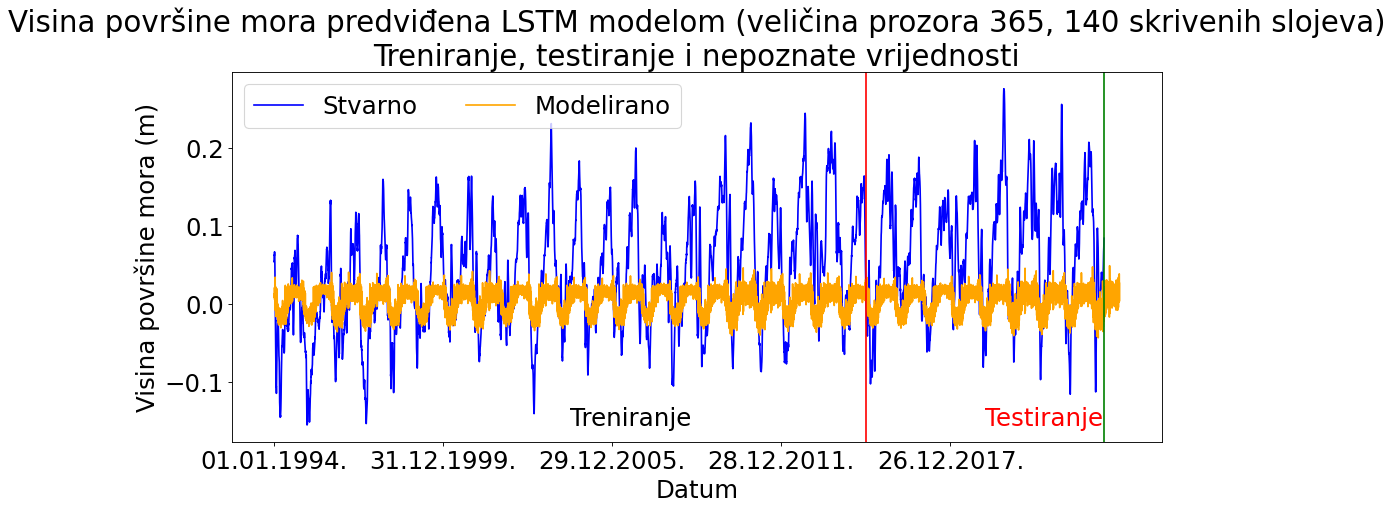 Visina površine mora predviđena LSTM modelom (veličina prozora 365, 140 skrivenih slojeva)
Treniranje, testiranje i nepoznate vrijednosti
Stvarno Modelirano
Visina površine mora (m)
0.2
0.1
0.0
−0.1
Treniranje Testiranje
01.01.1994. 31.12.1999. 29.12.2005. 28.12.2011. 26.12.2017.
Datum